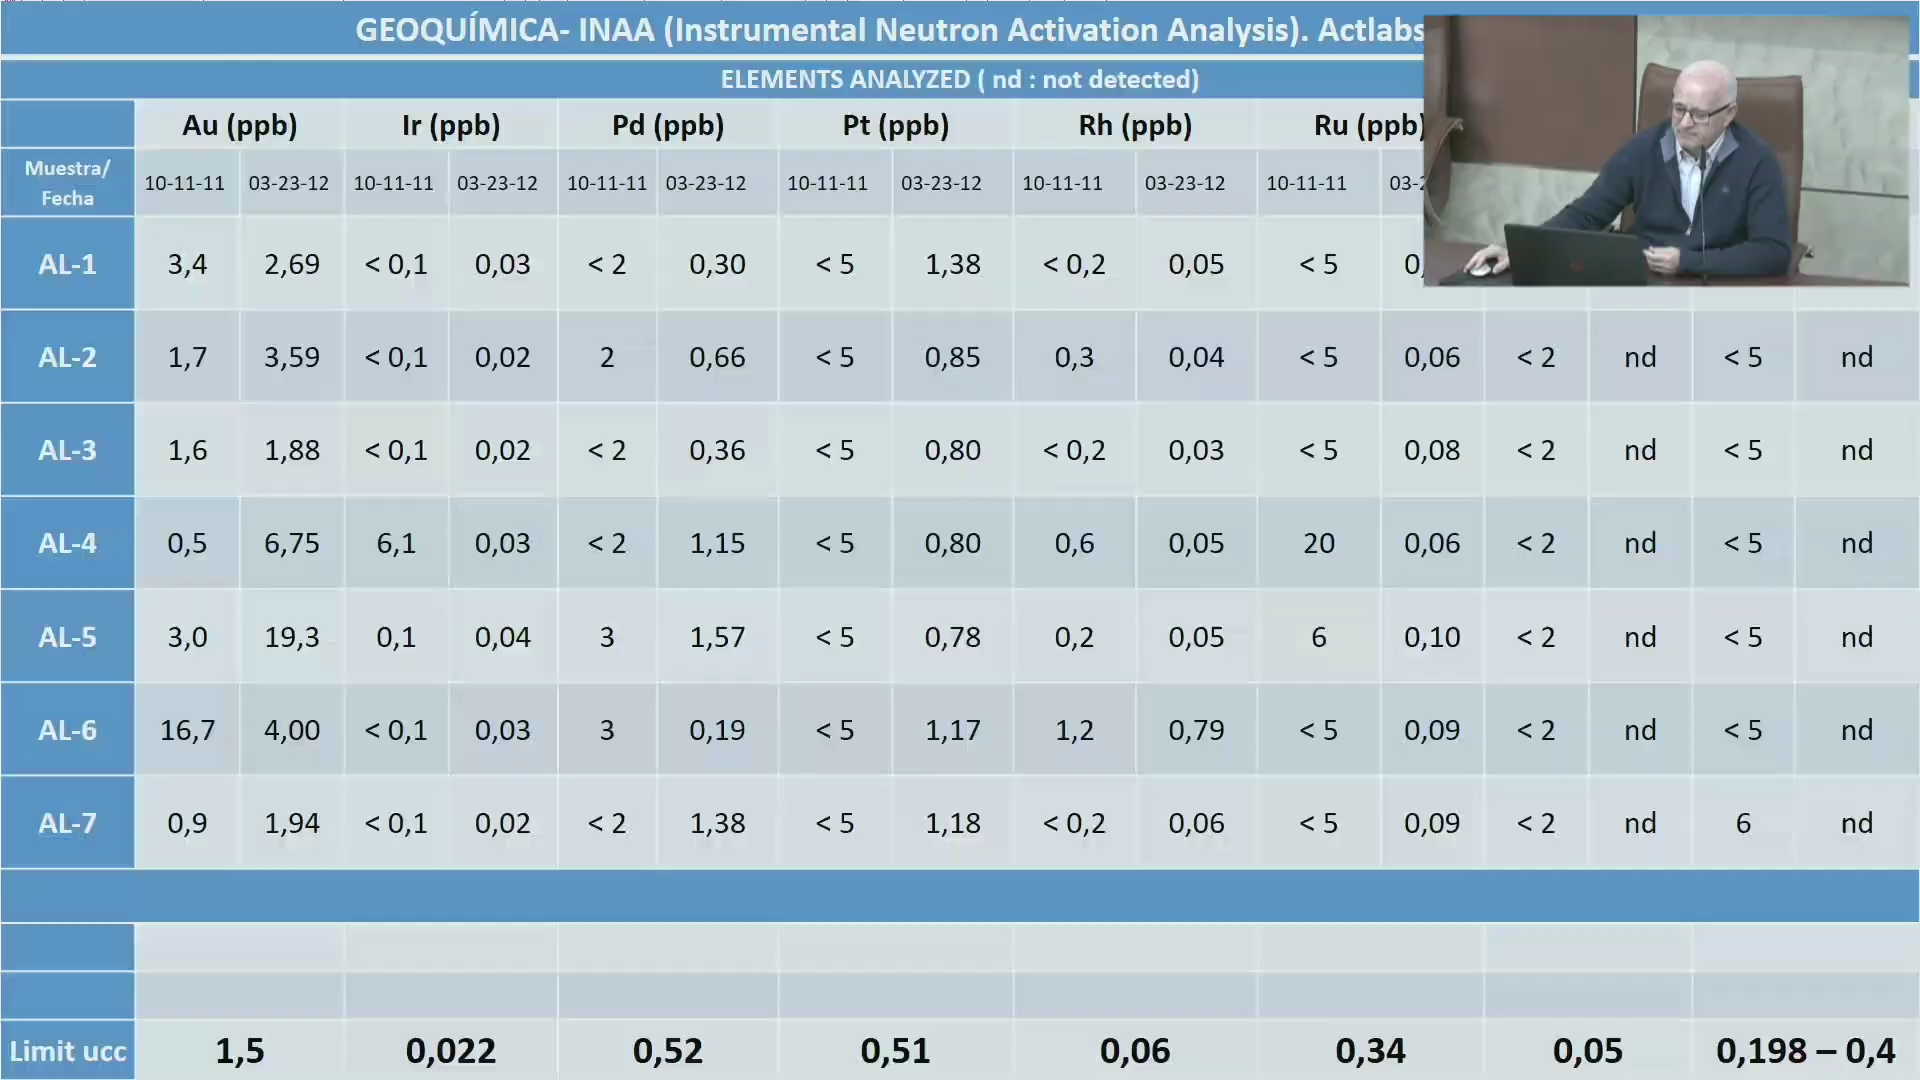 GEOQUÍMICA- INAA (Instrumental Neutron Activation Analysis). Actlabs
ELEMENTS ANALYZED ( nd : not detected)
Au (ppb) Ir (ppb) Pd (ppb) Pt (ppb) Rh (ppb) Ru (ppb)
Muestra/
Fecha
10-11-11 03-23-12 10-11-11 03-23-12 10-11-11 03-23-12 10-11-11 03-23-12 10-11-11 03-23-12 10-11-11
AL-1 3,4 2,69 < 0,1 0,03 < 2 0,30 < 5 1,38 < 0,2 0,05 < 5
AL-2 1,7 3,59 < 0,1 0,02 2 0,66 < 5 0,85 0,3 0,04 < 5 0,06 < 2 nd < 5 nd
AL-3 1,6 1,88 < 0,1 0,02 < 2 0,36 < 5 0,80 < 0,2 0,03 < 5 0,08 < 2 nd < 5 nd
AL-4 0,5 6,75 6,1 0,03 < 2 1,15 < 5 0,80 0,6 0,05 20 0,06 < 2 nd < 5 nd
AL-5 3,0 19,3 0,1 0,04 3 1,57 < 5 0,78 0,2 0,05 6 0,10 < 2 nd < 5 nd
AL-6 16,7 4,00 < 0,1 0,03 3 0,19 < 5 1,17 1,2 0,79 < 5 0,09 < 2 nd < 5 nd
AL-7 0,9 1,94 < 0,1 0,02 < 2 1,38 < 5 1,18 < 0,2 0,06 < 5 0,09 < 2 nd 6 nd
Limit ucc 1,5 0,022 0,52 0,51 0,06 0,34 0,05 0,198 – 0,4